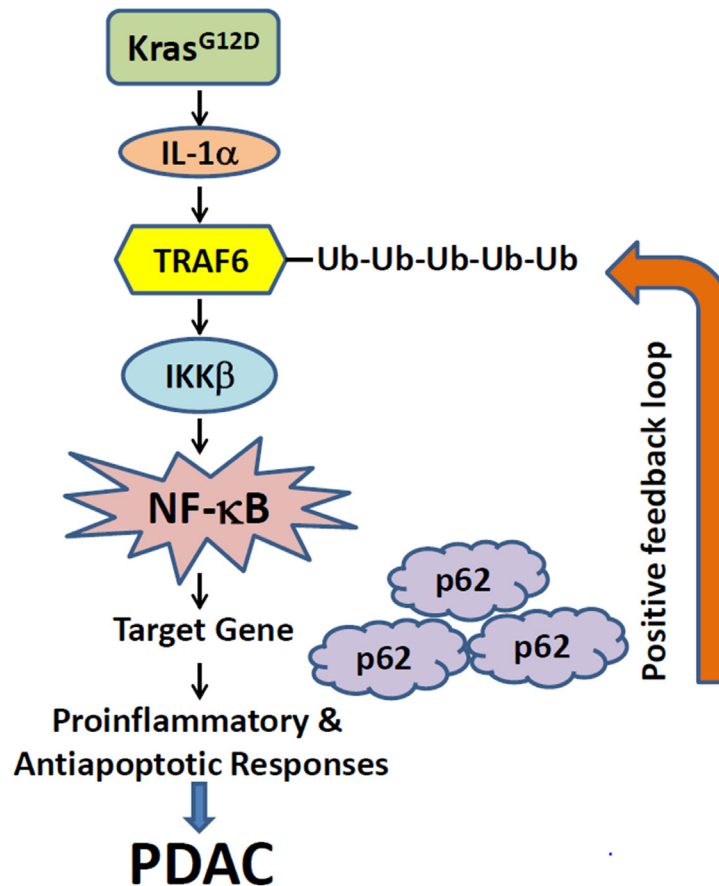 Kras^G12D
IL-1α
TRAF6 Ub-Ub-Ub-Ub-Ub
IKKβ
NF-κB
Target Gene
Proinflammatory &
Antiapoptotic Responses
PDAC
p62
p62
p62
Positive feedback loop